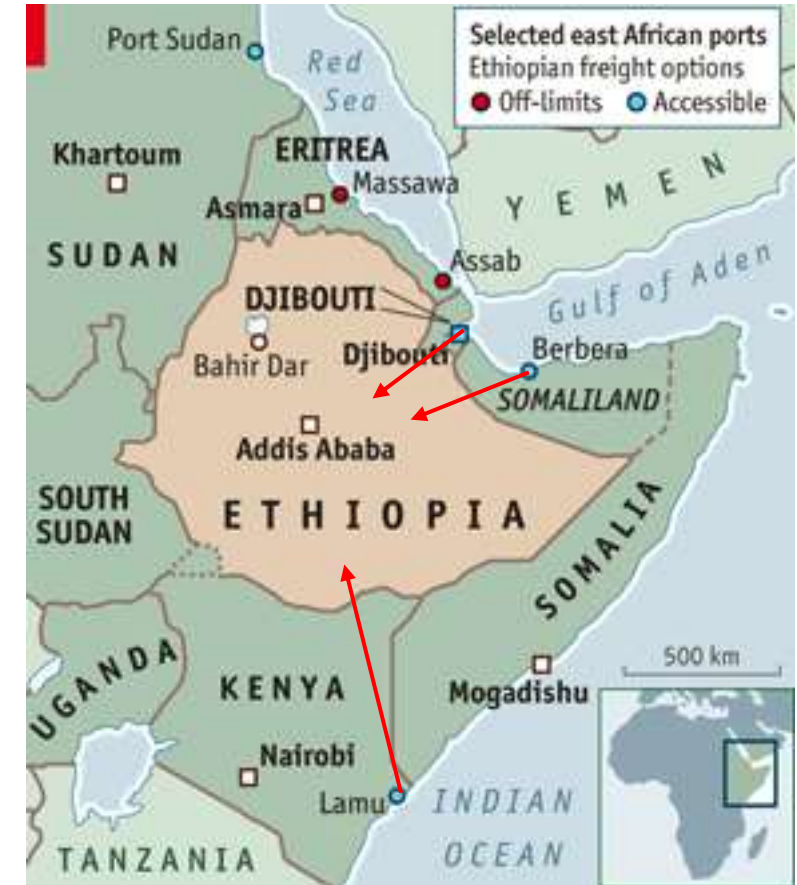 Selected east African ports
Ethiopian freight options
Off-limits Accessible
Port Sudan
Red
Sea
Khartoum
ERITREA
Massawa
Asmara
YEMEN
SUDAN
Assab
Gulf of Aden
DJIBOUTI
Djibouti
Berbera
Bahir Dar
SOMALILAND
Addis Ababa
SOUTH
SUDAN
ETHIOPIA
SOMALIA
UGANDA
KENYA
Mogadishu
500 km
Nairobi
Lamu
INDIAN
OCEAN
TANZANIA